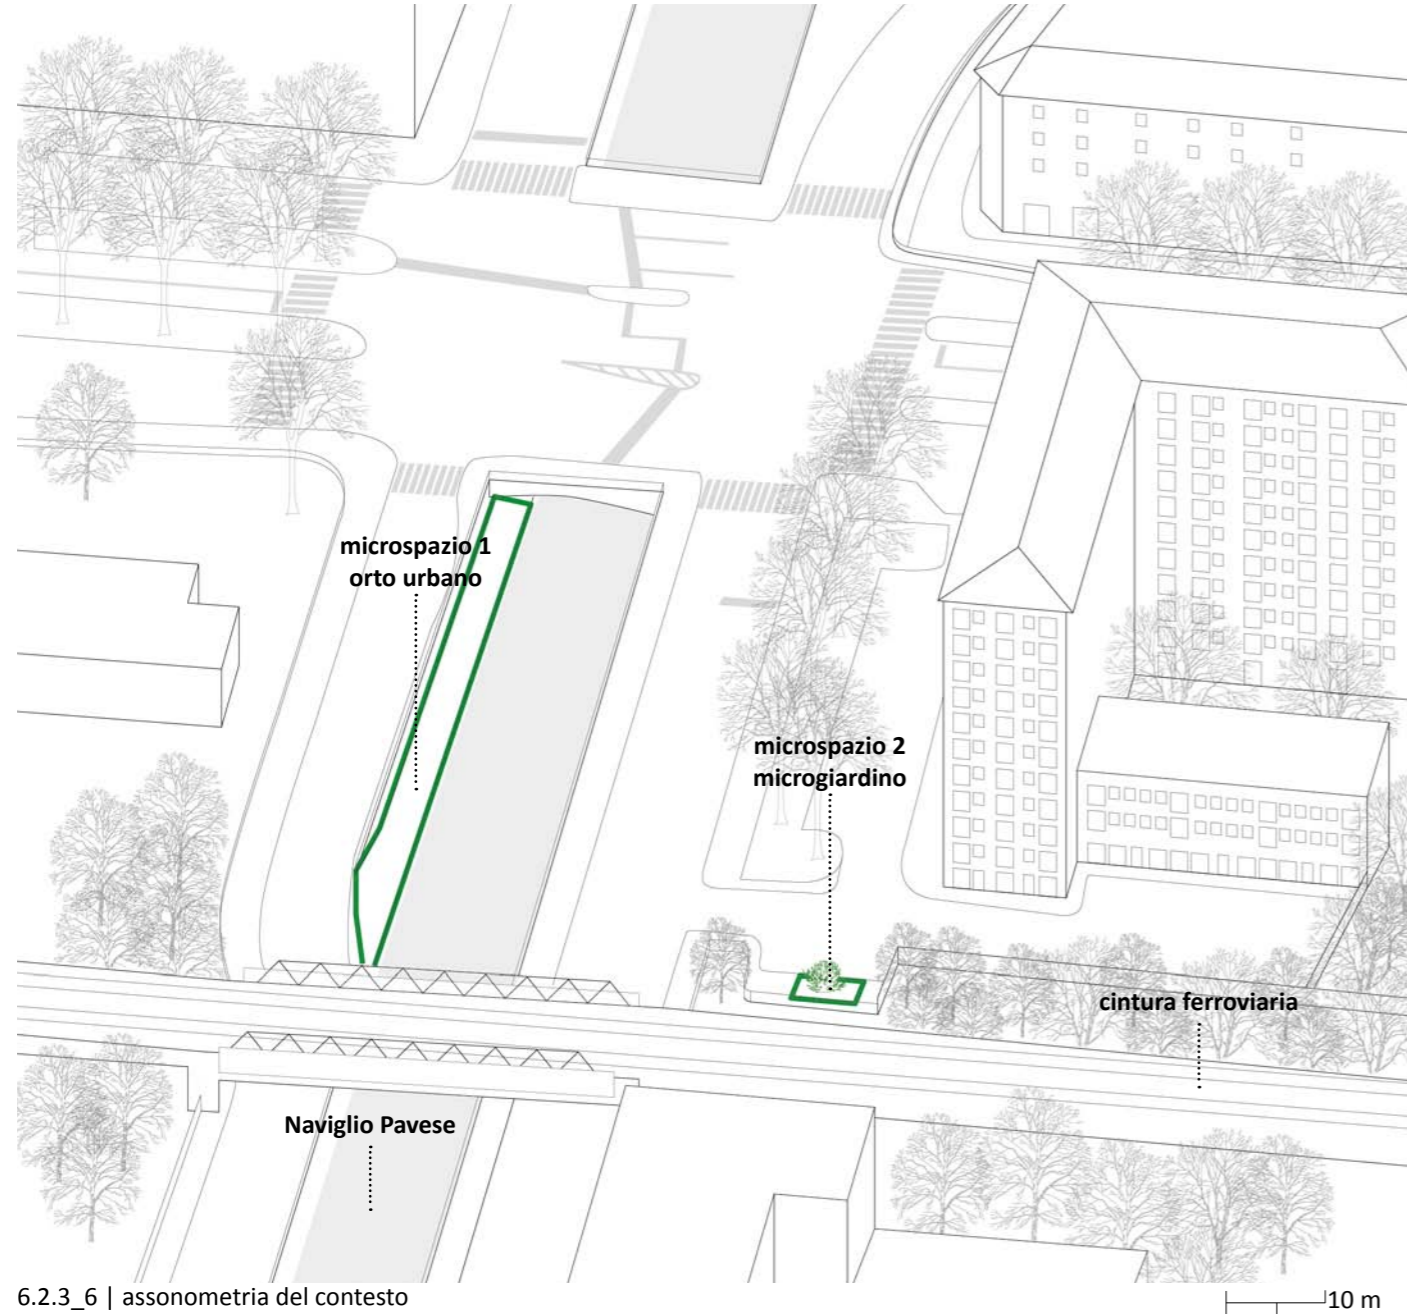 microspazio 1
orto urbano
microspazio 2
microgiardino
cintura ferroviaria
Naviglio Pavese
6.2.3_6 | assonometria del contesto
10 m